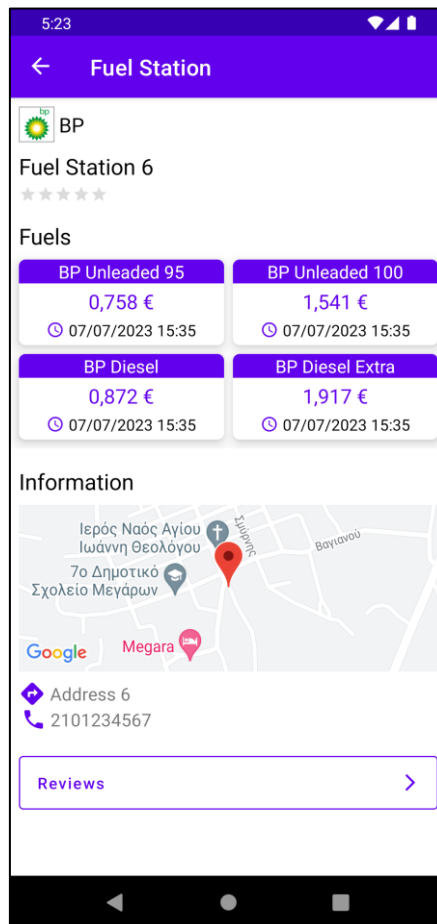 5:23
Fuel Station
bp
BP
Fuel Station 6
Fuels
BP Unleaded 95
0,758 €
07/07/2023 15:35
BP Unleaded 100
1,541 €
07/07/2023 15:35
BP Diesel
0,872 €
07/07/2023 15:35
BP Diesel Extra
1,917 €
07/07/2023 15:35
Information
Ιερός Ναός Αγίου
Ιωάννη Θεολόγου
Σμύρνης
Βαγιανού
7ο Δημοτικό
Σχολείο Μεγάρων
Megara
Google
Address 6
2101234567
Reviews